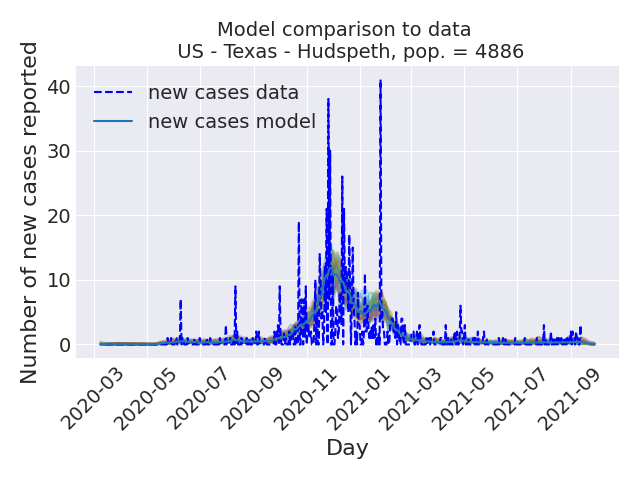 Model comparison to data
US - Texas - Hudspeth, pop. = 4886
Number of new cases reported
40
30
20
10
0
new cases data
new cases model
2020-03
2020-05
2020-07
2020-09
2020-11
2021-01
2021-03
2021-05
2021-07
2021-09
Day